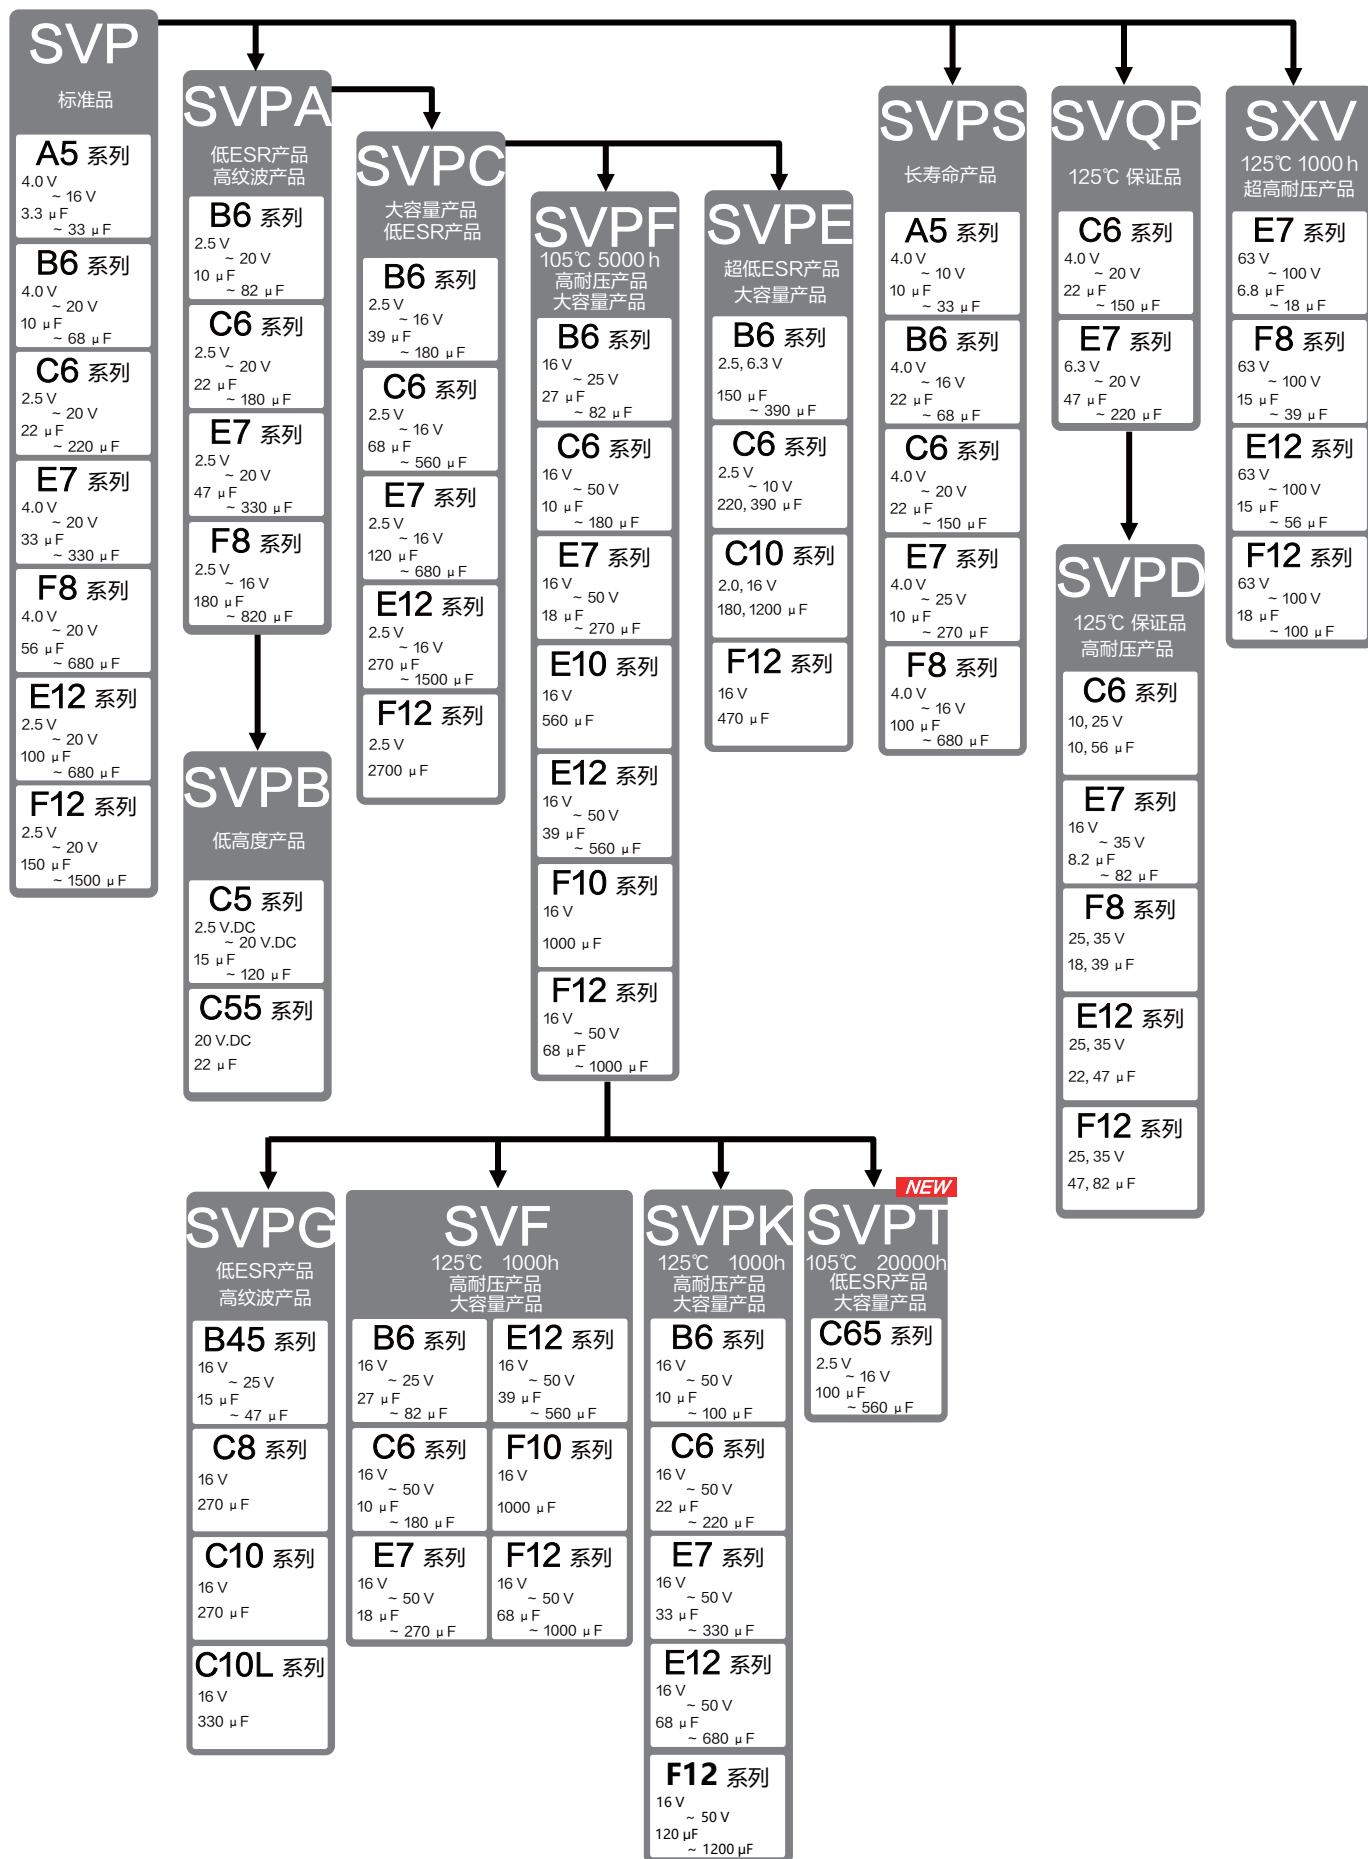 SVP
标准品
A5 系列
4.0 V
~ 16 V
3.3 μF
~ 33 μF
B6 系列
4.0 V
~ 20 V
10 μF
~ 68 μF
C6 系列
2.5 V
~ 20 V
22 μF
~ 220 μF
E7 系列
4.0 V
~ 20 V
33 μF
~ 330 μF
F8 系列
4.0 V
~ 20 V
56 μF
~ 680 μF
E12 系列
2.5 V
~ 20 V
100 μF
~ 680 μF
F12 系列
2.5 V
~ 20 V
150 μF
~ 1500 μF
SVPA
低ESR产品
高纹波产品
B6 系列
2.5 V
~ 20 V
10 μF
~ 82 μF
C6 系列
2.5 V
~ 20 V
22 μF
~ 180 μF
E7 系列
2.5 V
~ 20 V
47 μF
~ 330 μF
F8 系列
2.5 V
~ 16 V
180 μF
~ 820 μF
SVPB
低高度产品
C5 系列
2.5 V.DC
~ 20 V.DC
15 μF
~ 120 μF
C55 系列
20 V.DC
22 μF
SVPC
大容量产品
低ESR产品
B6 系列
2.5 V
~ 16 V
39 μF
~ 180 μF
C6 系列
2.5 V
~ 16 V
68 μF
~ 560 μF
E7 系列
2.5 V
~ 16 V
120 μF
~ 680 μF
E12 系列
2.5 V
~ 16 V
270 μF
~ 1500 μF
F12 系列
2.5 V
2700 μF
SVPF
105℃ 5000 h
高耐压产品
大容量产品
B6 系列
16 V
~ 25 V
27 μF
~ 82 μF
C6 系列
16 V
~ 50 V
10 μF
~ 180 μF
E7 系列
16 V
~ 50 V
18 μF
~ 270 μF
E10 系列
16 V
560 μF
E12 系列
16 V
~ 50 V
39 μF
~ 560 μF
F10 系列
16 V
1000 μF
F12 系列
16 V
~ 50 V
68 μF
~ 1000 μF
SVPE
超低ESR产品
大容量产品
B6 系列
2.5, 6.3 V
150 μF
~ 390 μF
C6 系列
2.5 V
~ 10 V
220, 390 μF
C10 系列
2.0, 16 V
180, 1200 μF
F12 系列
16 V
470 μF
SVPS
长寿命产品
A5 系列
4.0 V
~ 10 V
10 μF
~ 33 μF
B6 系列
4.0 V
~ 16 V
22 μF
~ 68 μF
C6 系列
4.0 V
~ 20 V
22 μF
~ 150 μF
E7 系列
4.0 V
~ 25 V
10 μF
~ 270 μF
F8 系列
4.0 V
~ 16 V
100 μF
~ 680 μF
SVQP
125℃ 保证品
C6 系列
4.0 V
~ 20 V
22 μF
~ 150 μF
E7 系列
6.3 V
~ 20 V
47 μF
~ 220 μF
SVPD
125℃ 保证品
高耐压产品
C6 系列
10, 25 V
10, 56 μF
E7 系列
16 V
~ 35 V
8.2 μF
~ 82 μF
F8 系列
25, 35 V
18, 39 μF
E12 系列
25, 35 V
22, 47 μF
F12 系列
25, 35 V
47, 82 μF
SXV
125℃ 1000 h
超高耐压产品
E7 系列
63 V
~ 100 V
6.8 μF
~ 18 μF
F8 系列
63 V
~ 100 V
15 μF
~ 39 μF
E12 系列
63 V
~ 100 V
15 μF
~ 56 μF
F12 系列
63 V
~ 100 V
18 μF
~ 100 μF
SVPG
低ESR产品
高纹波产品
B45 系列
16 V
~ 25 V
15 μF
~ 47 μF
C8 系列
16 V
270 μF
C10 系列
16 V
270 μF
C10L 系列
16 V
330 μF
SVF
125℃ 1000h
高耐压产品
大容量产品
B6 系列
16 V
~ 25 V
27 μF
~ 82 μF
C6 系列
16 V
~ 50 V
10 μF
~ 180 μF
E7 系列
16 V
~ 50 V
18 μF
~ 270 μF
E12 系列
16 V
~ 50 V
39 μF
~ 560 μF
F10 系列
16 V
1000 μF
F12 系列
16 V
~ 50 V
68 μF
~ 1000 μF
SVPK
125℃ 1000h
高耐压产品
大容量产品
B6 系列
16 V
~ 50 V
10 μF
~ 100 μF
C6 系列
16 V
~ 50 V
22 μF
~ 220 μF
E7 系列
16 V
~ 50 V
33 μF
~ 330 μF
E12 系列
16 V
~ 50 V
68 μF
~ 680 μF
F12 系列
16 V
~ 50 V
120 μF
~ 1200 μF
NEW
SVPT
105℃ 20000h
低ESR产品
大容量产品
C65 系列
2.5 V
~ 16 V
100 μF
~ 560 μF